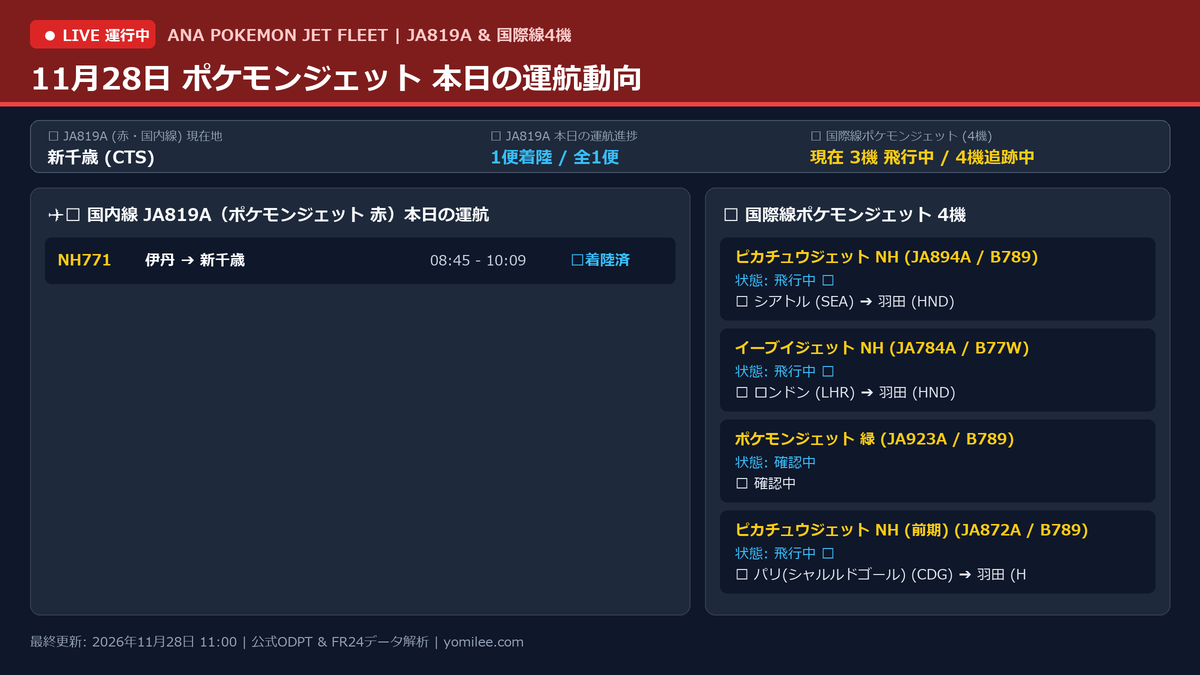 ● LIVE 運行中 ANA POKEMON JET FLEET | JA819A & 国際線4機
11月28日 ポケモンジェット 本日の運航動向
□ JA819A (赤・国内線) 現在地
新千歳 (CTS)
□ JA819A 本日の運航進捗
1便着陸 / 全1便
□ 国際線ポケモンジェット (4機)
現在 3機 飛行中 / 4機追跡中
✈□ 国内線 JA819A（ポケモンジェット 赤）本日の運航
NH771 伊丹 → 新千歳 08:45 - 10:09 □着陸済
□ 国際線ポケモンジェット 4機
ピカチュウジェット NH (JA894A / B789)
状態: 飛行中 □
□ シアトル (SEA) → 羽田 (HND)
イーブイジェット NH (JA784A / B77W)
状態: 飛行中 □
□ ロンドン (LHR) → 羽田 (HND)
ポケモンジェット 緑 (JA923A / B789)
状態: 確認中
□ 確認中
ピカチュウジェット NH (前期) (JA872A / B789)
状態: 飛行中 □
□ パリ(シャルルドゴール) (CDG) → 羽田 (H
最終更新: 2026年11月28日 11:00 | 公式ODPT & FR24データ解析 | yomilee.com